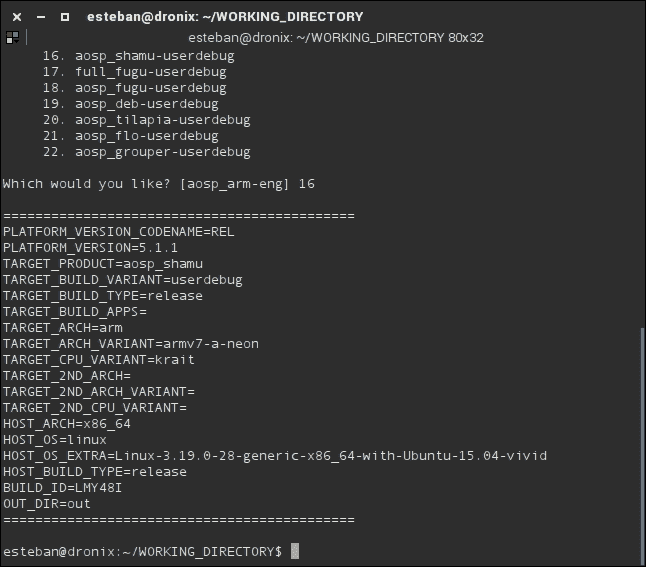 esteban@dronix: ~/WORKING_DIRECTORY
esteban@dronix: ~/WORKING_DIRECTORY 80x32
16. aosp_shamu-userdebug
17. full_fugu-userdebug
18. aosp_fugu-userdebug
19. aosp_deb-userdebug
20. aosp_tilapia-userdebug
21. aosp_flo-userdebug
22. aosp_grouper-userdebug
Which would you like? [aosp_arm-eng] 16
============================================
PLATFORM_VERSION_CODENAME=REL
PLATFORM_VERSION=5.1.1
TARGET_PRODUCT=aosp_shamu
TARGET_BUILD_VARIANT=userdebug
TARGET_BUILD_TYPE=release
TARGET_BUILD_APPS=
TARGET_ARCH=arm
TARGET_ARCH_VARIANT=armv7-a-neon
TARGET_CPU_VARIANT=krait
TARGET_2ND_ARCH=
TARGET_2ND_ARCH_VARIANT=
TARGET_2ND_CPU_VARIANT=
HOST_ARCH=x86_64
HOST_OS=linux
HOST_OS_EXTRA=Linux-3.19.0-28-generic-x86_64-with-Ubuntu-15.04-vivid
HOST_BUILD_TYPE=release
BUILD_ID=LMY48I
OUT_DIR=out
============================================
esteban@dronix:~/WORKING_DIRECTORY$